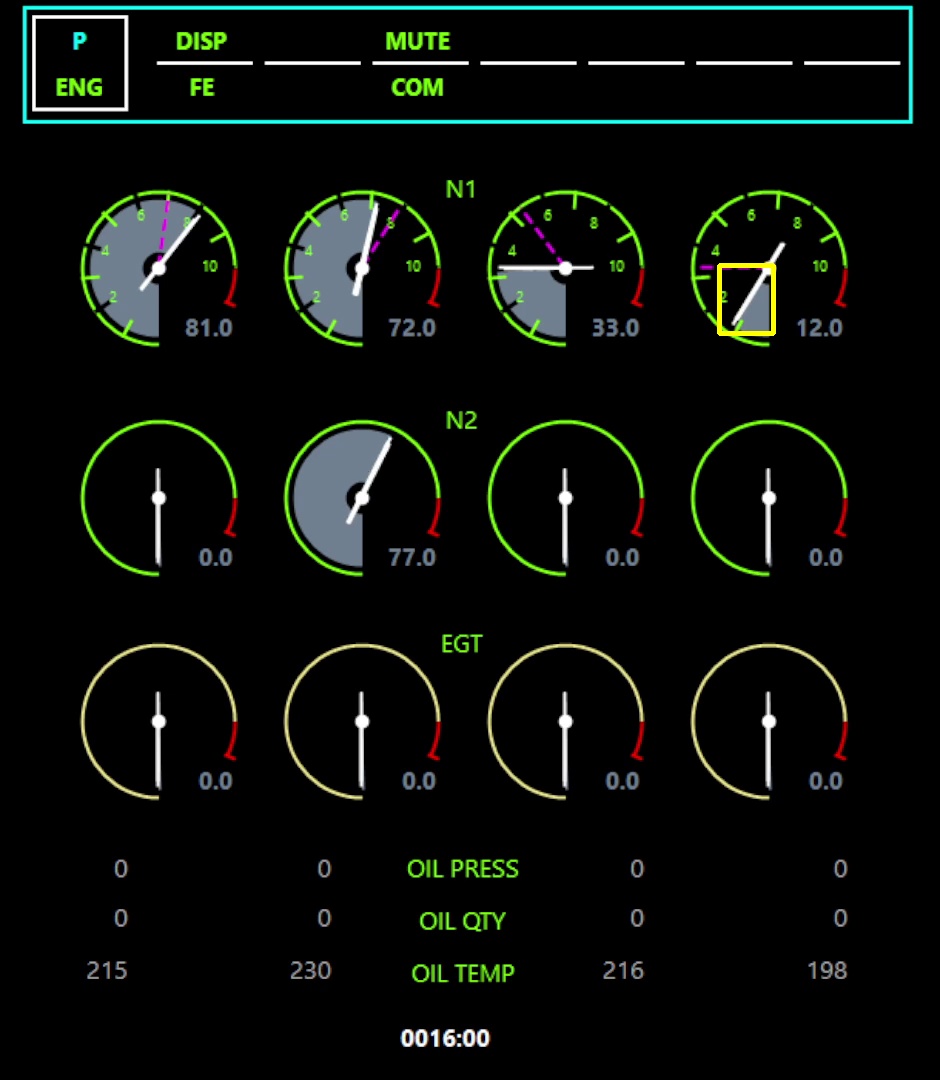 P DISP MUTE
ENG FE COM
N1
2 4 6 8 10 81.0
2 4 6 8 10 72.0
2 4 6 8 10 33.0
2 4 6 8 10 12.0
N2
0.0 77.0 0.0 0.0
EGT
0.0 0.0 0.0 0.0
0 0 OIL PRESS 0 0
0 0 OIL QTY 0 0
215 230 OIL TEMP 216 198
0016:00